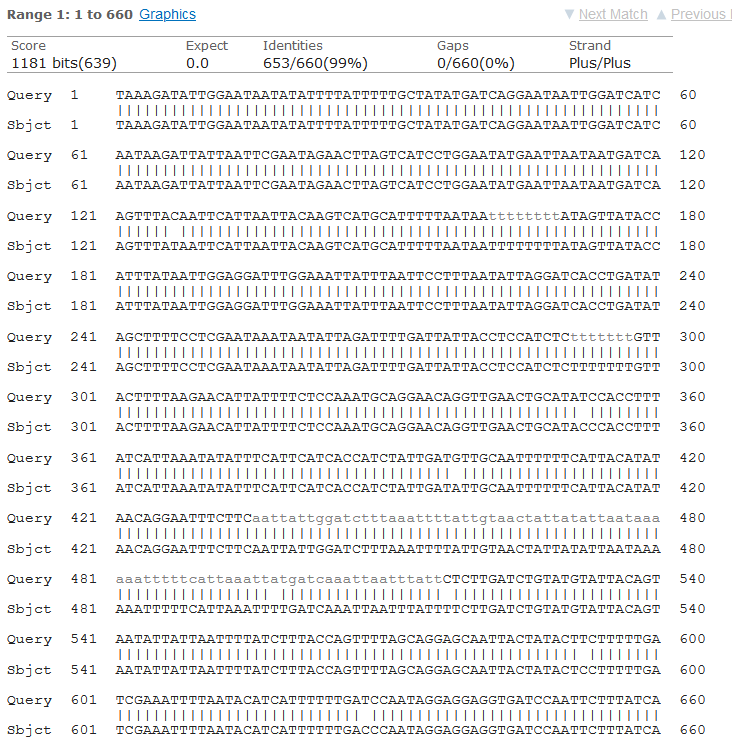 Range 1: 1 to 660 Graphics ▼ Next Match ▲ Previous
Score Expect Identities Gaps Strand
1181 bits(639) 0.0 653/660(99%) 0/660(0%) Plus/Plus
Query 1 TAAAGATATTGGAATAATATATTTTATTTTTGCTATATGATCAGGAATAATTGGATCATC 60
Sbjct 1 TAAAGATATTGGAATAATATATTTTATTTTTGCTATATGATCAGGAATAATTGGATCATC 60
Query 61 AATAAGATTATTAATTCGAATAGAACTTAGTCATCCTGGAATATGAATTAATAATGATCA 120
Sbjct 61 AATAAGATTATTAATTCGAATAGAACTTAGTCATCCTGGAATATGAATTAATAATGATCA 120
Query 121 AGTTTACAATTCATTAATTACAAGTCATGCATTTTTAATAAttttttttATAGTTATACC 180
Sbjct 121 AGTTTATAATTCATTAATTACAAGTCATGCATTTTTAATAATTTTTTTTATAGTTATACC 180
Query 181 ATTTATAATTGGAGGATTTGGAAATTATTTAATTCCTTTAATATTAGGATCACCTGATAT 240
Sbjct 181 ATTTATAATTGGAGGATTTGGAAATTATTTAATTCCTTTAATATTAGGATCACCTGATAT 240
Query 241 AGCTTTTCCTCGAATAAATAATATTAGATTTTGATTATTACCTCCATCTCtttttttGTT 300
Sbjct 241 AGCTTTTCCTCGAATAAATAATATTAGATTTTGATTATTACCTCCATCTCTTTTTTTGTT 300
Query 301 ACTTTTAAGAACATTATTTTCTCCAAATGCAGGAACAGGTTGAACTGCATATCCACCTTT 360
Sbjct 301 ACTTTTAAGAACATTATTTTCTCCAAATGCAGGAACAGGTTGAACTGCATACCCACCTTT 360
Query 361 ATCATTAAATATATTTCATTCATCACCATCTATTGATGTTGCAATTTTTTCATTACATAT 420
Sbjct 361 ATCATTAAATATATTTCATTCATCACCATCTATTGATATTGCAATTTTTTCATTACATAT 420
Query 421 AACAGGAATTTCTTCaattattggatctttaaattttattgtaactattatattaataaa 480
Sbjct 421 AACAGGAATTTCTTCAATTATTGGATCTTTAAATTTTATTGTAACTATTATATTAATAAA 480
Query 481 aaatttttcattaaattatgatcaaattaatttattCTCTTGATCTGTATGTATTACAGT 540
Sbjct 481 AAATTTTTCATTAAATTTTGATCAAATTAATTTATTTTCTTGATCTGTATGTATTACAGT 540
Query 541 AATATTATTAATTTTATCTTTACCAGTTTTAGCAGGAGCAATTACTATACTTCTTTTTGA 600
Sbjct 541 AATATTATTAATTTTATCTTTACCAGTTTTAGCAGGAGCAATTACTATACTCCTTTTTGA 600
Query 601 TCGAAATTTTAATACATCATTTTTTGATCCAATAGGAGGAGGTGATCCAATTCTTTATCA 660
Sbjct 601 TCGAAATTTTAATACATCATTTTTTGACCCAATAGGAGGAGGTGATCCAATTCTTTATCA 660